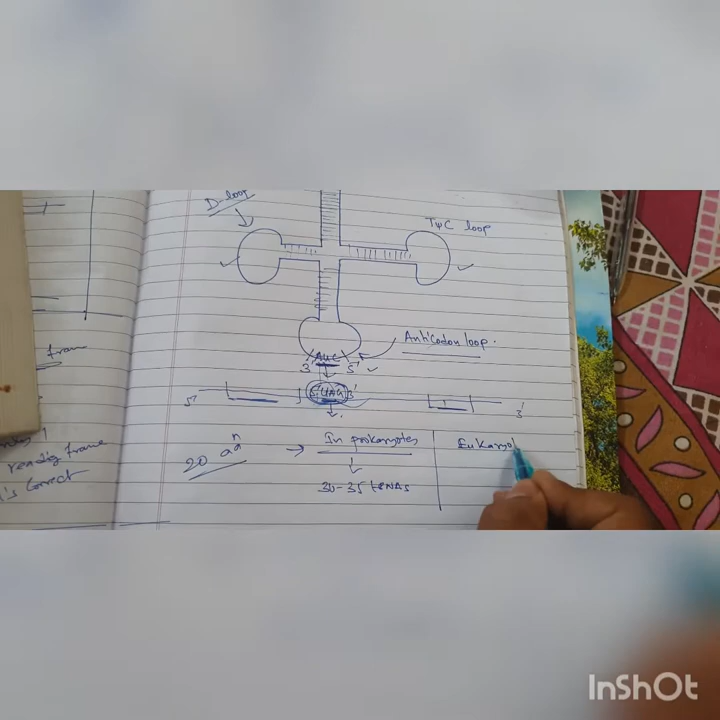 D-loop
TψC loop
Anticodon loop.
AUC
3' 5'
5' UAG 3'
5' 3'
20 aa → In prokaryotes
30-35 tRNAs
Eukaryo
reading frame
is correct
InShOt